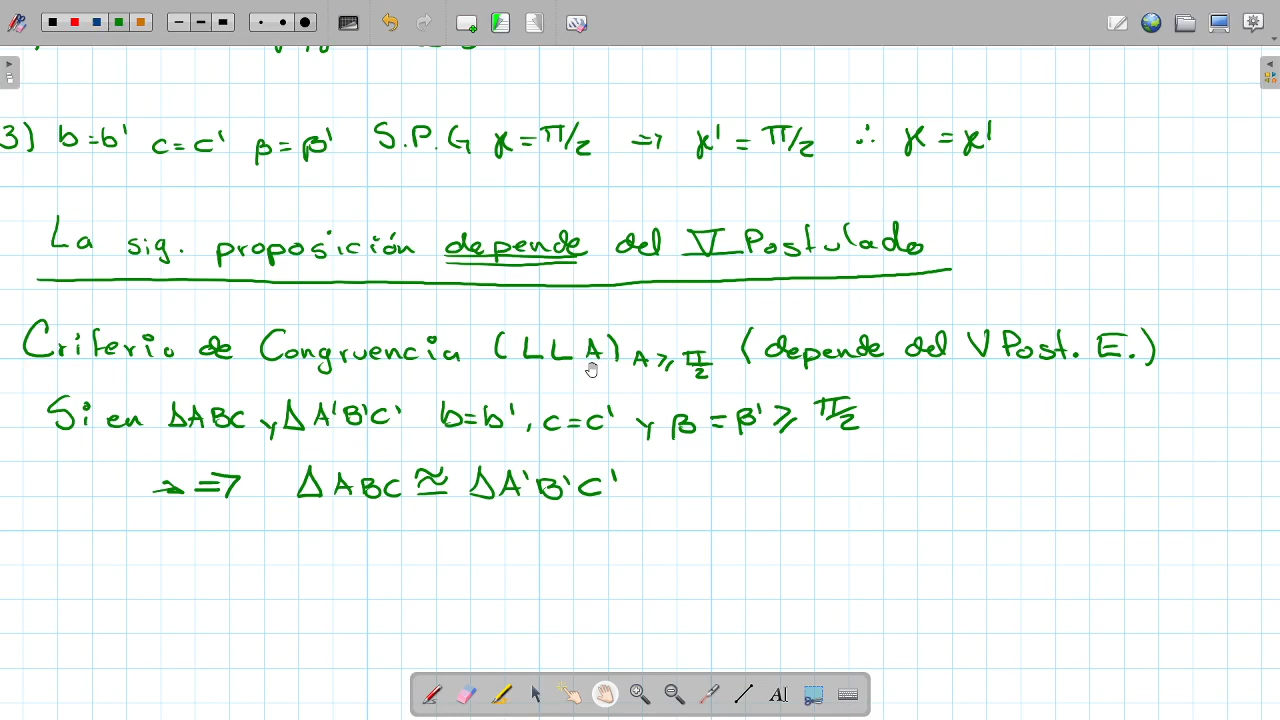 3) b=b' c=c' β=β' S.P.G γ=π/2 ⇒ γ'=π/2 ∴ γ=γ'
La sig. proposición depende del V Postulado
Criterio de Congruencia (LLA) A≥π/2 (depende del V Post. E.)
Si en ΔABC y ΔA'B'C' b=b', c=c' y β=β'≥π/2
⇒ ΔABC ≅ ΔA'B'C'